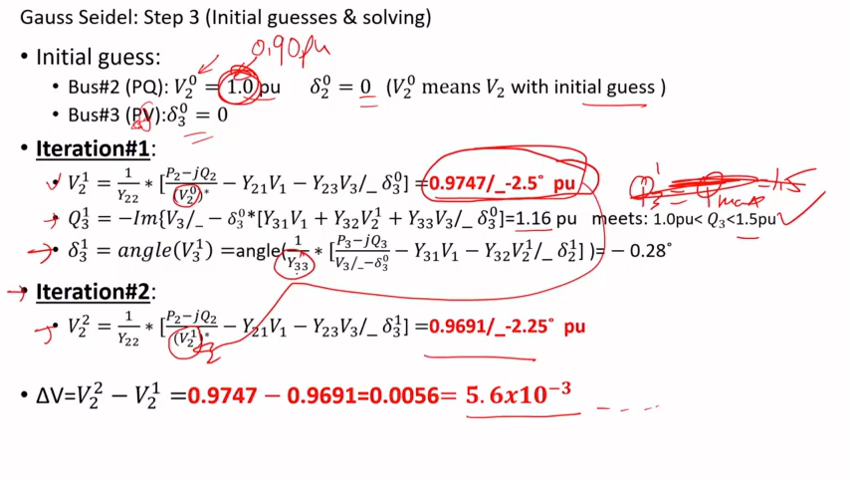 Gauss Seidel: Step 3 (Initial guesses & solving)
0.90pu
• Initial guess:
• Bus#2 (PQ): V₂⁰ = 1.0 pu δ₂⁰ = 0 (V₂⁰ means V₂ with initial guess )
• Bus#3 (PV):δ₃⁰ = 0
• Iteration#1:
• V₂¹ = 1/Y₂₂ * [(P₂−jQ₂)/(V₂⁰)* − Y₂₁V₁ − Y₂₃V₃/_ δ₃⁰] =0.9747/_-2.5° pu
• Q₃¹ = −Im{V₃/_ − δ₃⁰*[Y₃₁V₁ + Y₃₂V₂¹ + Y₃₃V₃/_ δ₃⁰]=1.16 pu meets: 1.0pu< Q₃<1.5pu
• δ₃¹ = angle(V₃¹) =angle(1/Y₃₃ * [(P₃−jQ₃)/(V₃/_−δ₃⁰) − Y₃₁V₁ − Y₃₂V₂¹/_ δ₂¹] )= − 0.28°
• Iteration#2:
• V₂² = 1/Y₂₂ * [(P₂−jQ₂)/(V₂¹)* − Y₂₁V₁ − Y₂₃V₃/_ δ₃¹] =0.9691/_-2.25° pu
• ΔV=V₂² − V₂¹ =0.9747 − 0.9691=0.0056= 5.6x10⁻³